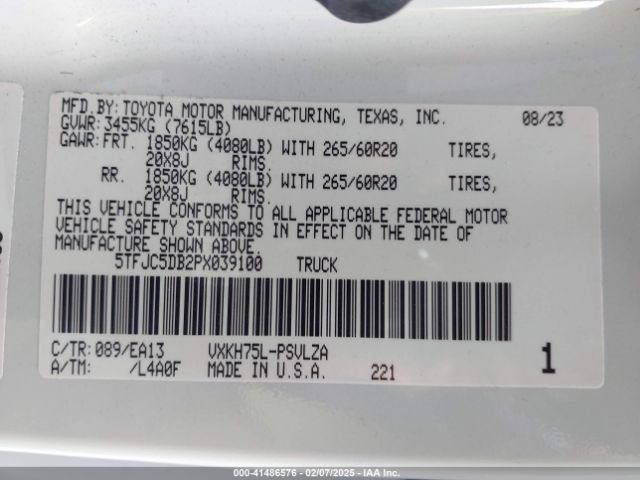 MFD.BY: TOYOTA MOTOR MANUFACTURING, TEXAS, INC. 08/23
GVWR: 3455KG (7615LB)
GAWR: FRT. 1850KG (4080LB) WITH 265/60R20 TIRES,
20X8J RIMS.
RR. 1850KG (4080LB) WITH 265/60R20 TIRES,
20X8J RIMS.
THIS VEHICLE CONFORMS TO ALL APPLICABLE FEDERAL MOTOR
VEHICLE SAFETY STANDARDS IN EFFECT ON THE DATE OF
MANUFACTURE SHOWN ABOVE.
5TFJC5DB2PX039100 TRUCK
C/TR: 089/EA13 VXKH75L-PSVLZA
A/TM: /L4A0F MADE IN U.S.A. 221 1
000-41486576 - 02/07/2025 - IAA Inc.